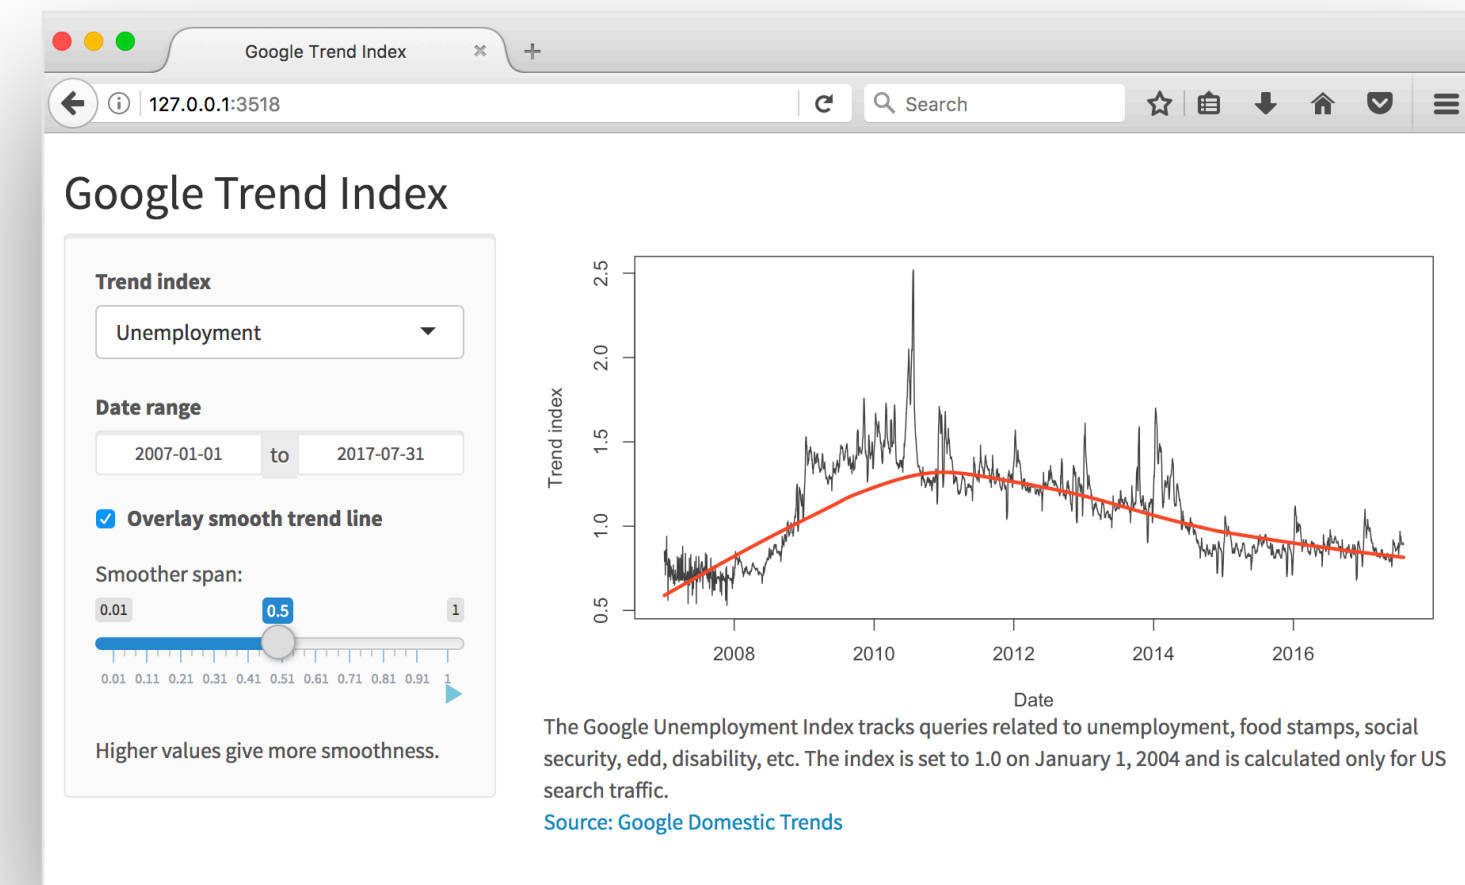 Google Trend Index
127.0.0.1:3518
Search
Google Trend Index
Trend index
Unemployment
Date range
2007-01-01 to 2017-07-31
Overlay smooth trend line
Smoother span:
0.01 0.5 1
0.01 0.11 0.21 0.31 0.41 0.51 0.61 0.71 0.81 0.91 1
Higher values give more smoothness.
Trend index
2.5
2.0
1.5
1.0
0.5
2008 2010 2012 2014 2016
Date
The Google Unemployment Index tracks queries related to unemployment, food stamps, social
security, edd, disability, etc. The index is set to 1.0 on January 1, 2004 and is calculated only for US
search traffic.
Source: Google Domestic Trends